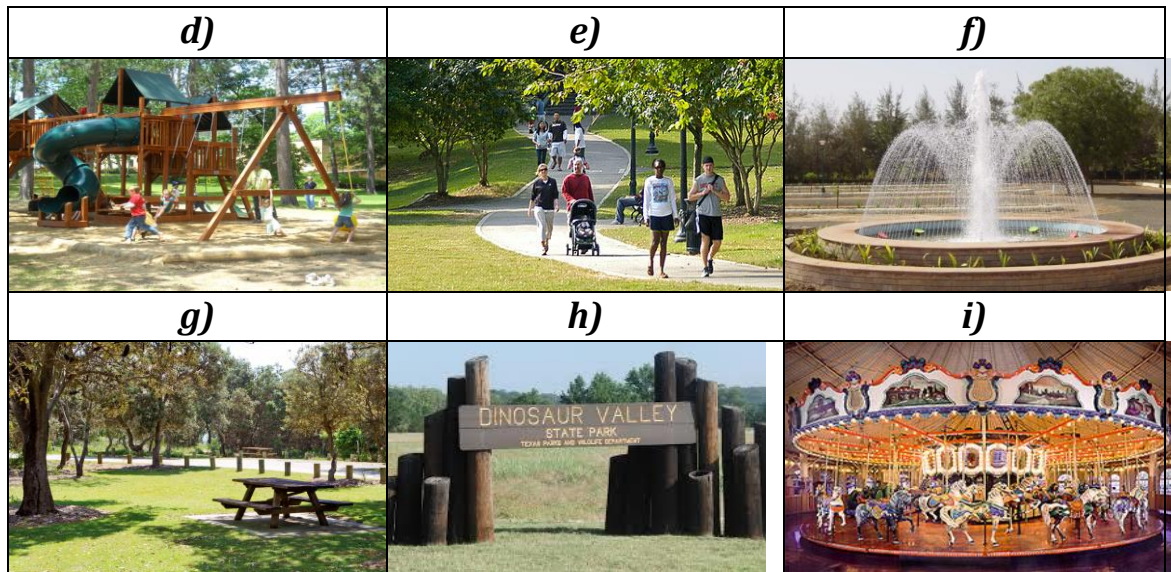 d)
e)
f)
g)
h)
i)
DINOSAUR VALLEY
STATE PARK
TEXAS PARKS AND WILDLIFE DEPARTMENT